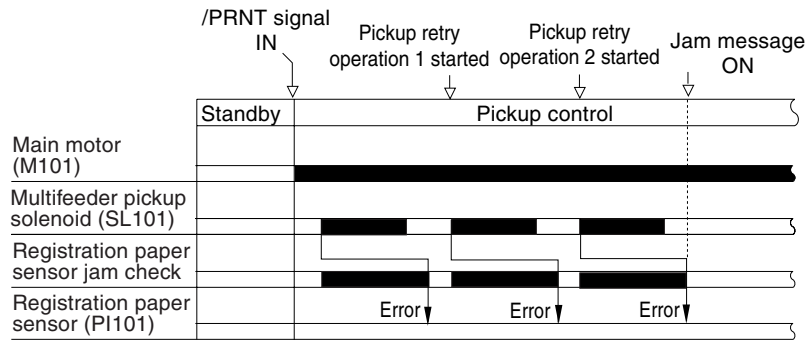 /PRNT signal
IN
Pickup retry
operation 1 started
Pickup retry
operation 2 started
Jam message
ON
Standby
Pickup control
Main motor
(M101)
Multifeeder pickup
solenoid (SL101)
Registration paper
sensor jam check
Registration paper
sensor (PI101)
Error
Error
Error